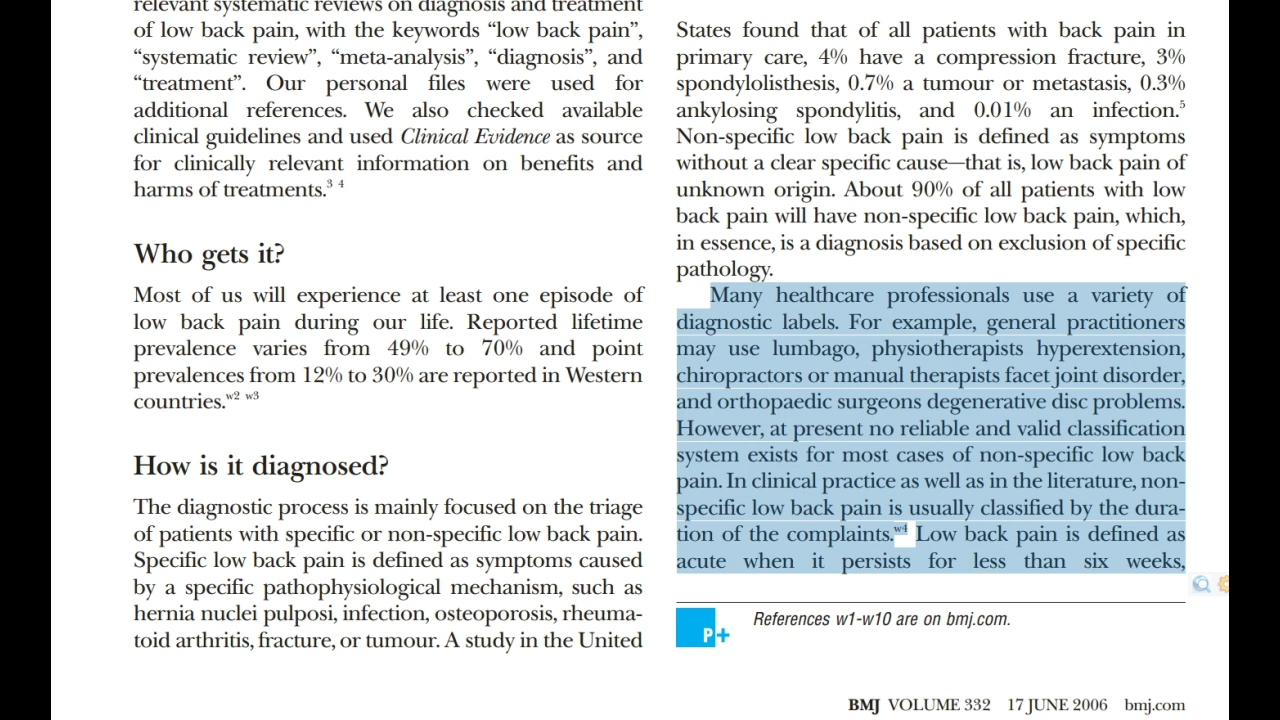 relevant systematic reviews on diagnosis and treatment
of low back pain, with the keywords “low back pain”,
“systematic review”, “meta-analysis”, “diagnosis”, and
“treatment”. Our personal files were used for
additional references. We also checked available
clinical guidelines and used Clinical Evidence as source
for clinically relevant information on benefits and
harms of treatments.3 4
Who gets it?
Most of us will experience at least one episode of
low back pain during our life. Reported lifetime
prevalence varies from 49% to 70% and point
prevalences from 12% to 30% are reported in Western
countries.w2 w3
How is it diagnosed?
The diagnostic process is mainly focused on the triage
of patients with specific or non-specific low back pain.
Specific low back pain is defined as symptoms caused
by a specific pathophysiological mechanism, such as
hernia nuclei pulposi, infection, osteoporosis, rheuma-
toid arthritis, fracture, or tumour. A study in the United
States found that of all patients with back pain in
primary care, 4% have a compression fracture, 3%
spondylolisthesis, 0.7% a tumour or metastasis, 0.3%
ankylosing spondylitis, and 0.01% an infection.5
Non-specific low back pain is defined as symptoms
without a clear specific cause—that is, low back pain of
unknown origin. About 90% of all patients with low
back pain will have non-specific low back pain, which,
in essence, is a diagnosis based on exclusion of specific
pathology.
Many healthcare professionals use a variety of
diagnostic labels. For example, general practitioners
may use lumbago, physiotherapists hyperextension,
chiropractors or manual therapists facet joint disorder,
and orthopaedic surgeons degenerative disc problems.
However, at present no reliable and valid classification
system exists for most cases of non-specific low back
pain. In clinical practice as well as in the literature, non-
specific low back pain is usually classified by the dura-
tion of the complaints.w4 Low back pain is defined as
acute when it persists for less than six weeks,
P+
References w1-w10 are on bmj.com.
BMJ VOLUME 332 17 JUNE 2006 bmj.com